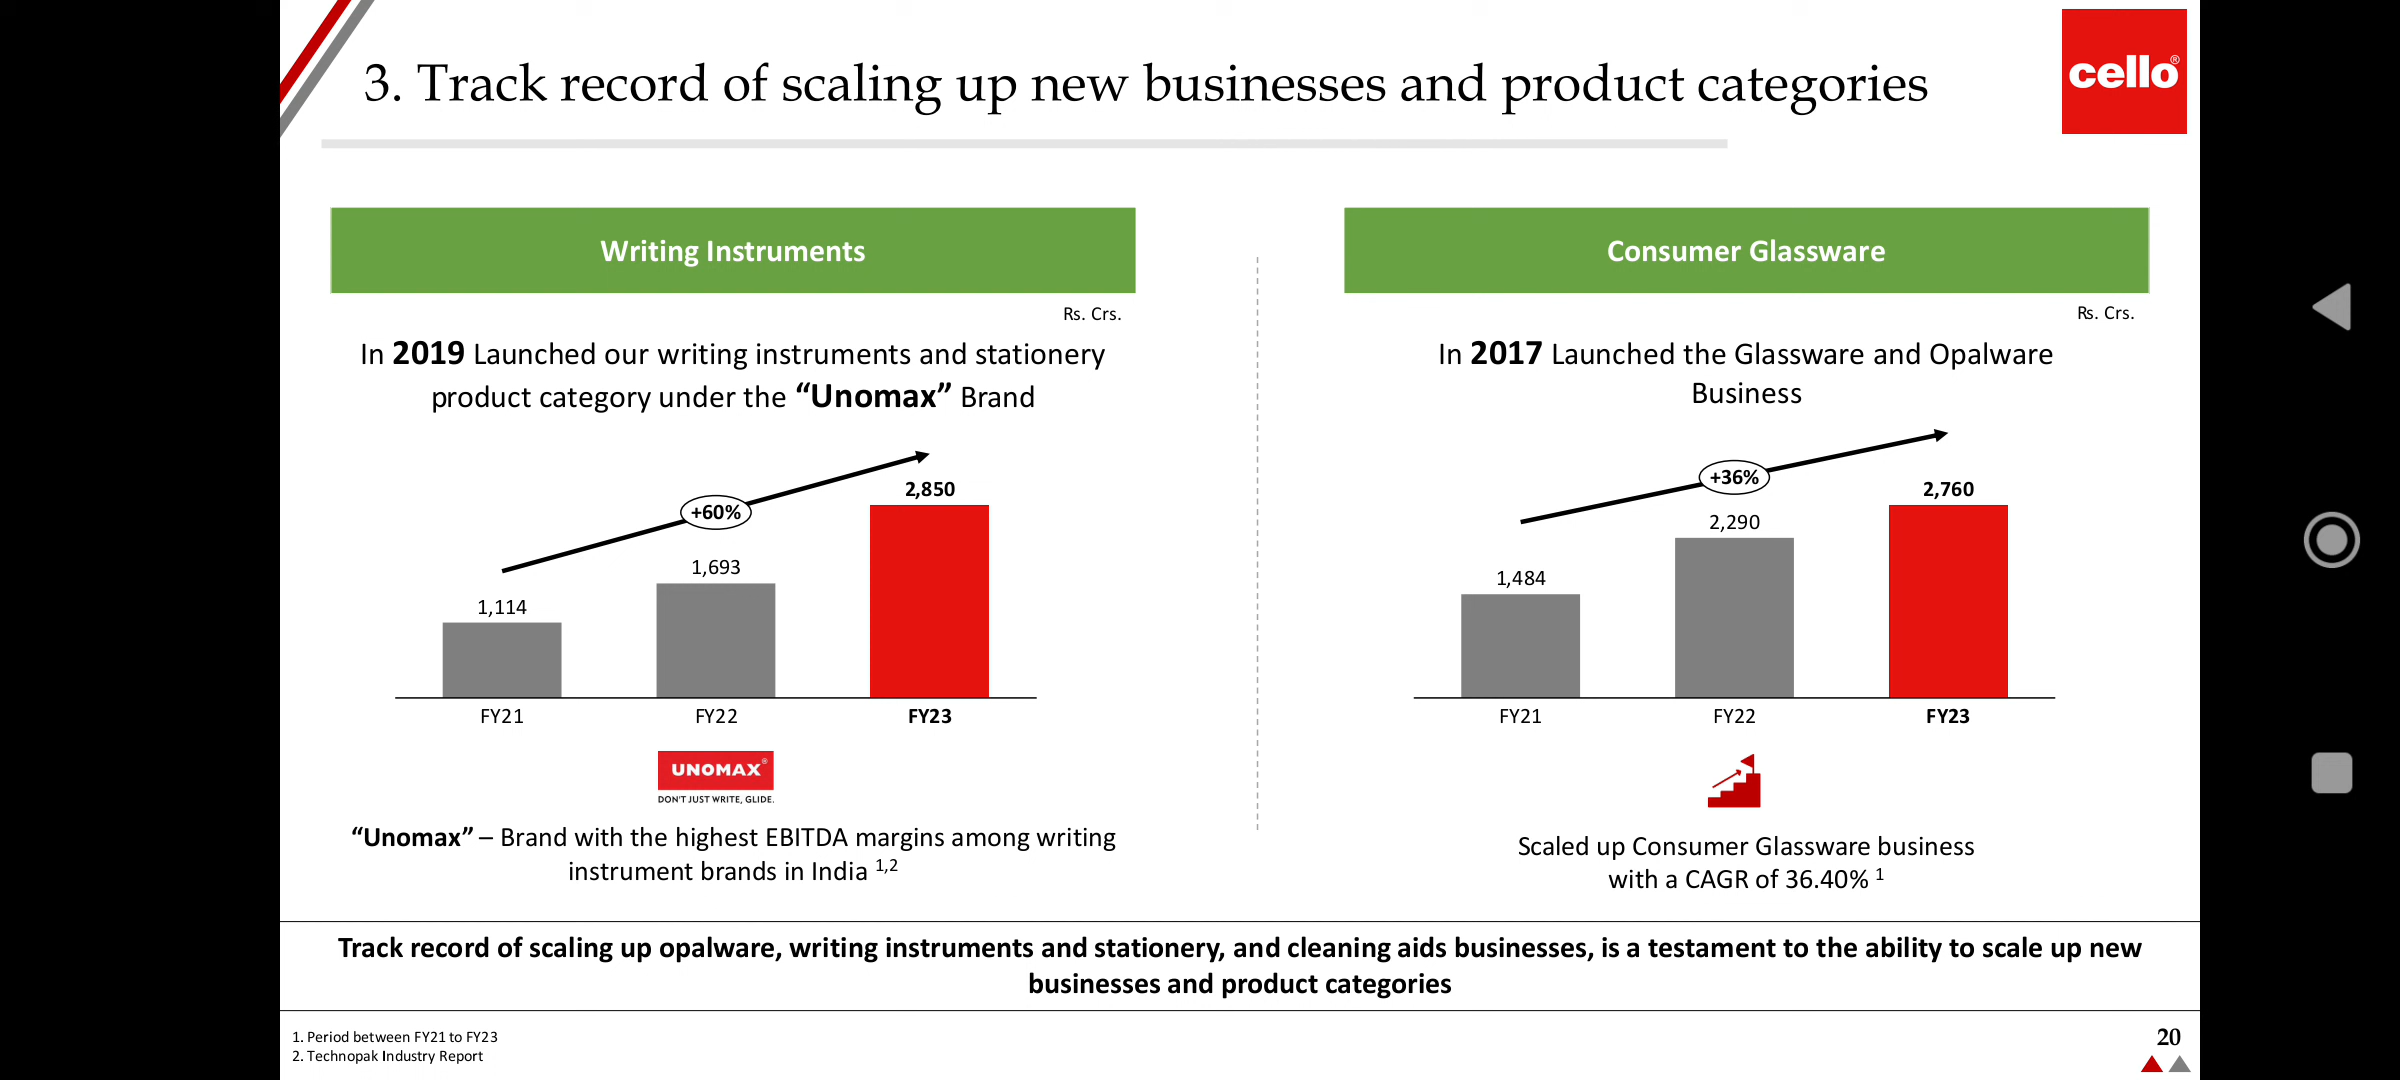 3. Track record of scaling up new businesses and product categories
cello®
Writing Instruments
Rs. Crs.
In 2019 Launched our writing instruments and stationery
product category under the “Unomax” Brand
+60%
2,850
1,693
1,114
FY21
FY22
FY23
UNOMAX®
DON'T JUST WRITE, GLIDE.
“Unomax” – Brand with the highest EBITDA margins among writing
instrument brands in India 1,2
Consumer Glassware
Rs. Crs.
In 2017 Launched the Glassware and Opalware
Business
+36%
2,760
2,290
1,484
FY21
FY22
FY23
Scaled up Consumer Glassware business
with a CAGR of 36.40% 1
Track record of scaling up opalware, writing instruments and stationery, and cleaning aids businesses, is a testament to the ability to scale up new
businesses and product categories
1. Period between FY21 to FY23
2. Technopak Industry Report
20